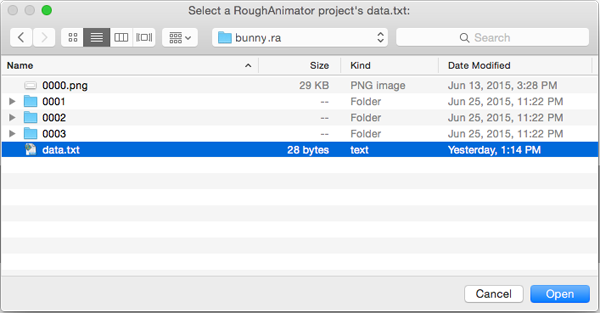 Select a RoughAnimator project's data.txt:
bunny.ra
Search
Name Size Kind Date Modified
0000.png 29 KB PNG image Jun 13, 2015, 3:28 PM
0001 -- Folder Jun 25, 2015, 11:22 PM
0002 -- Folder Jun 25, 2015, 11:22 PM
0003 -- Folder Jun 25, 2015, 11:22 PM
data.txt 28 bytes text Yesterday, 1:14 PM
Cancel Open